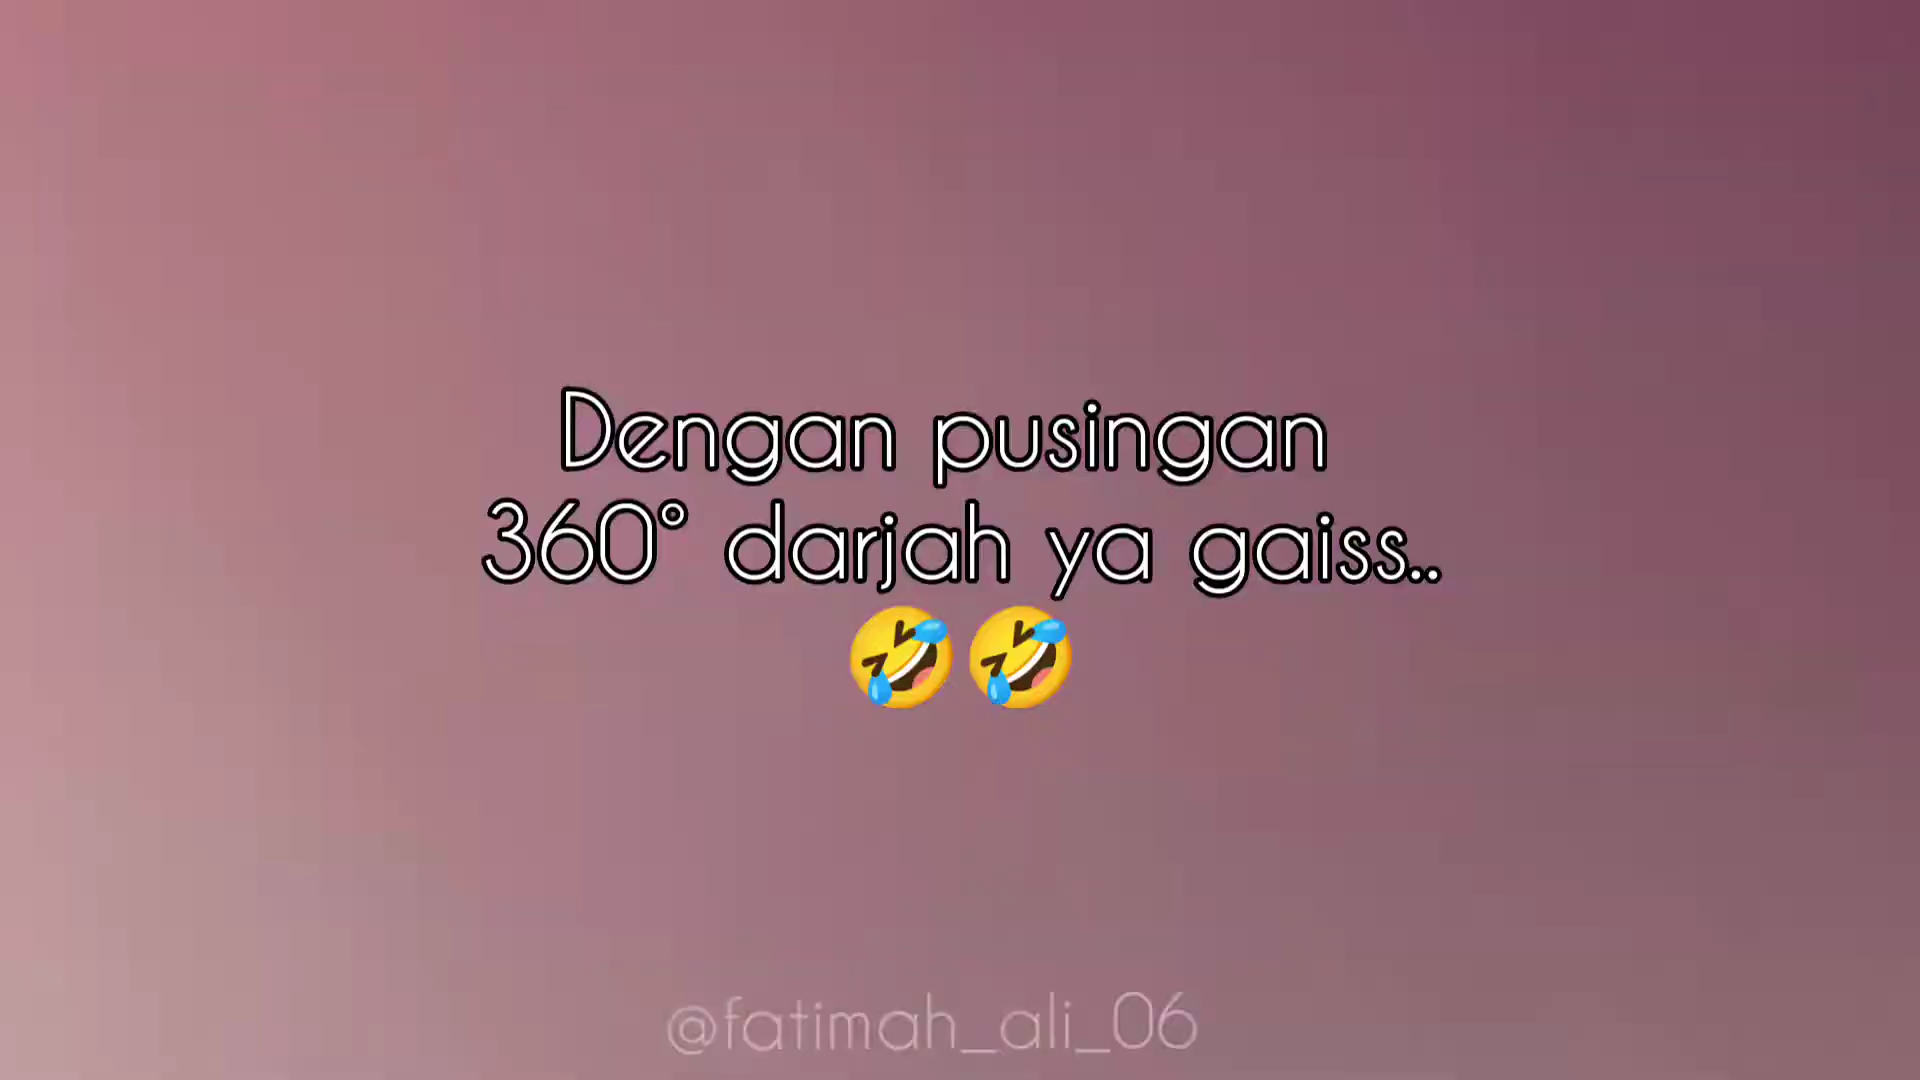 Dengan pusingan
360° darjah ya gaiss..
🤣🤣
@fatimah_ali_06